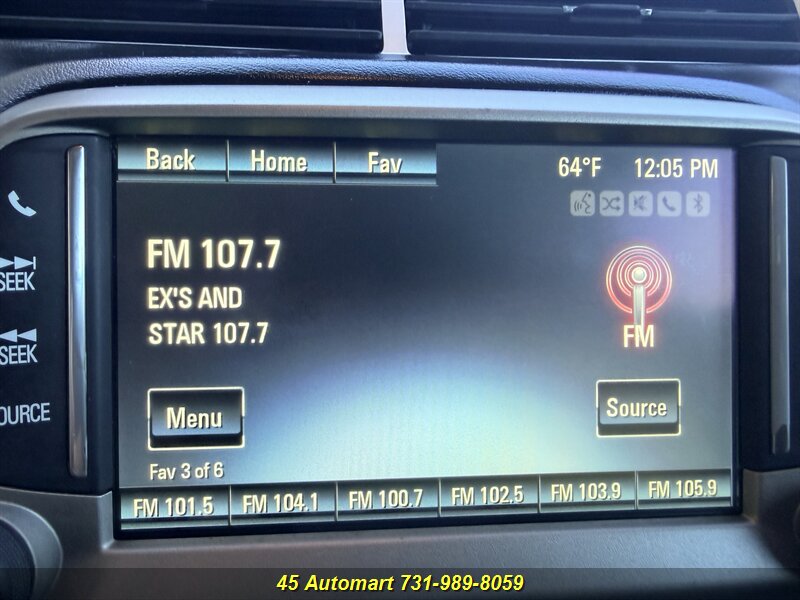 Back Home Fav 64°F 12:05 PM
FM 107.7
EX'S AND
STAR 107.7
FM
SEEK
SEEK
OURCE
Menu Source
Fav 3 of 6
FM 101.5 FM 104.1 FM 100.7 FM 102.5 FM 103.9 FM 105.9
45 Automart 731-989-8059